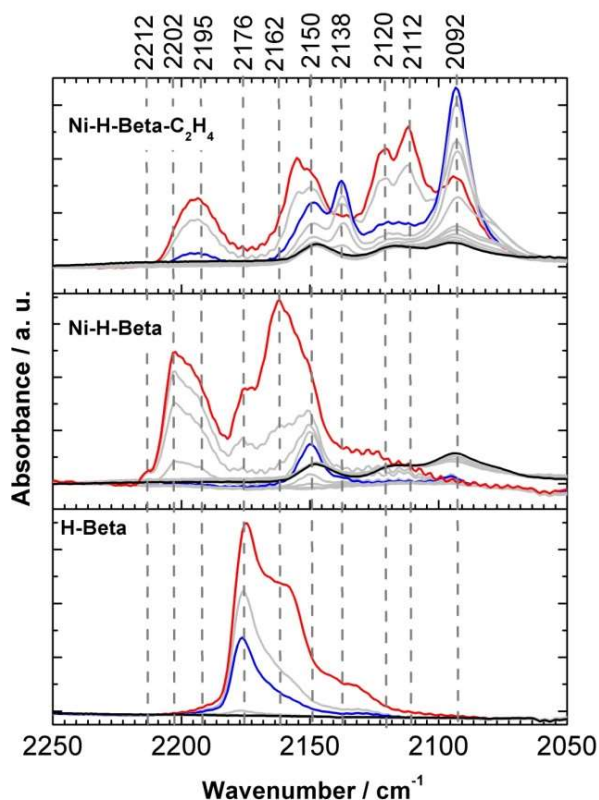 2212 2202 2195 2176 2162 2150 2138 2120 2112 2092
Ni-H-Beta-C₂H₄
Ni-H-Beta
H-Beta
Absorbance / a. u.
2250 2200 2150 2100 2050
Wavenumber / cm⁻¹